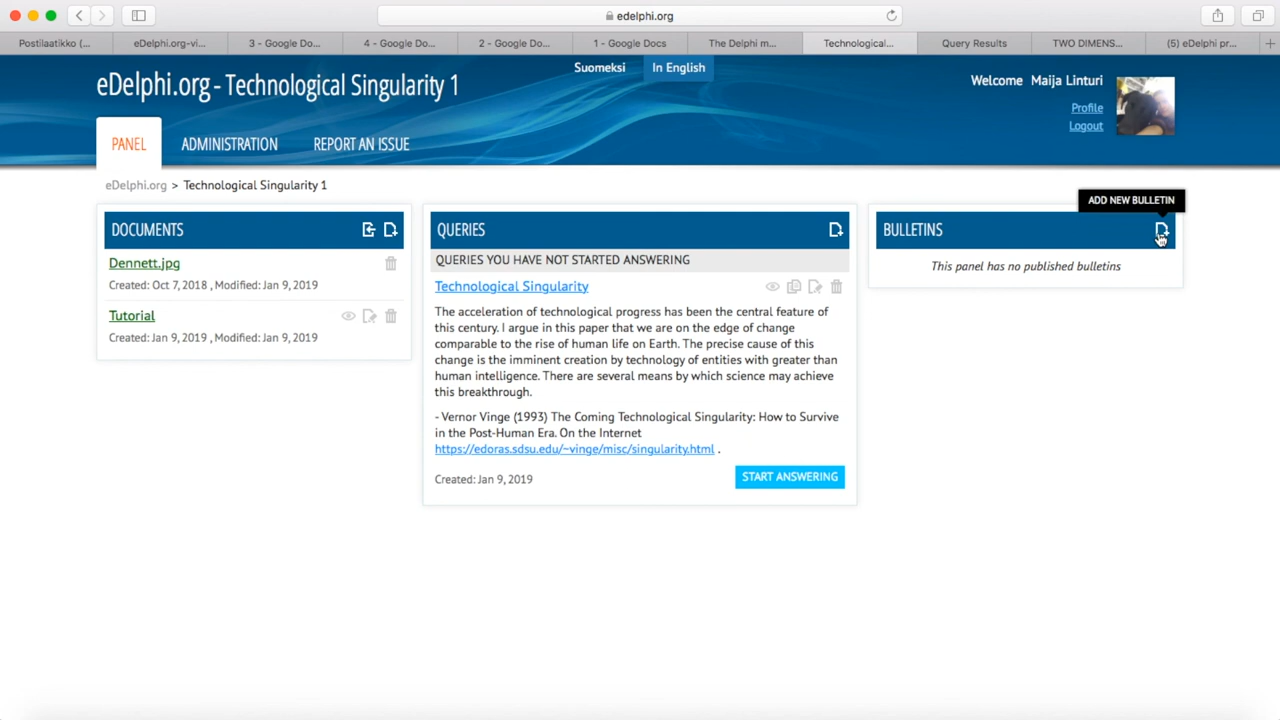 edelphi.org
Postilaatikko (...
eDelphi.org-vi...
3 - Google Do...
4 - Google Do...
2 - Google Do...
1 - Google Docs
The Delphi m...
Technological...
Query Results
TWO DIMENS...
(5) eDelphi pr...
Suomeksi
In English
eDelphi.org - Technological Singularity 1
Welcome Maija Linturi
Profile
Logout
PANEL
ADMINISTRATION
REPORT AN ISSUE
eDelphi.org > Technological Singularity 1
ADD NEW BULLETIN
DOCUMENTS
Dennett.jpg
Created: Oct 7, 2018 , Modified: Jan 9, 2019
Tutorial
Created: Jan 9, 2019 , Modified: Jan 9, 2019
QUERIES
QUERIES YOU HAVE NOT STARTED ANSWERING
Technological Singularity
The acceleration of technological progress has been the central feature of
this century. I argue in this paper that we are on the edge of change
comparable to the rise of human life on Earth. The precise cause of this
change is the imminent creation by technology of entities with greater than
human intelligence. There are several means by which science may achieve
this breakthrough.
- Vernor Vinge (1993) The Coming Technological Singularity: How to Survive
in the Post-Human Era. On the Internet
https://edoras.sdsu.edu/~vinge/misc/singularity.html .
Created: Jan 9, 2019
START ANSWERING
BULLETINS
This panel has no published bulletins